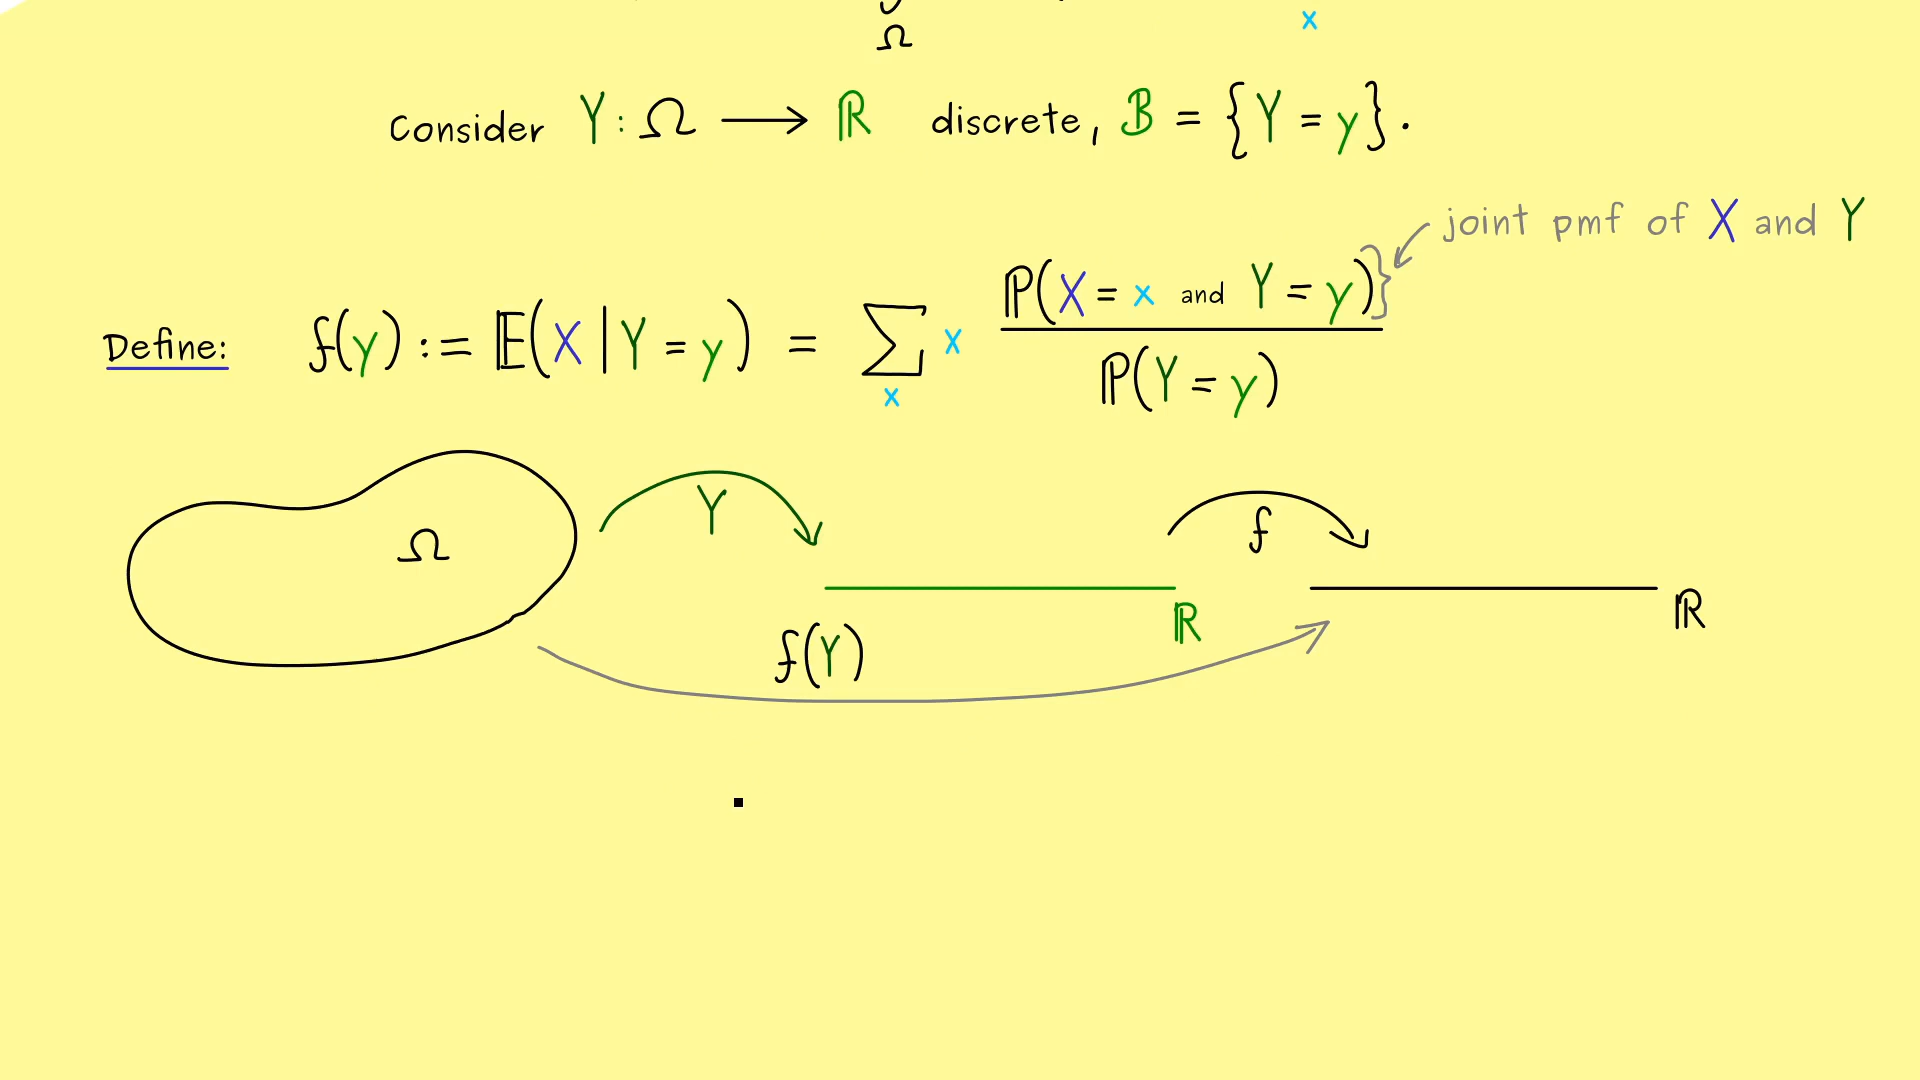 Ω x
Consider Y: Ω ⟶ ℝ discrete, B = {Y = y}.
joint pmf of X and Y
Define: f(y) := 𝔼(X | Y = y) = ∑ₓ x ℙ(X = x and Y = y) / ℙ(Y = y)
Ω Y f
ℝ ℝ
f(Y)